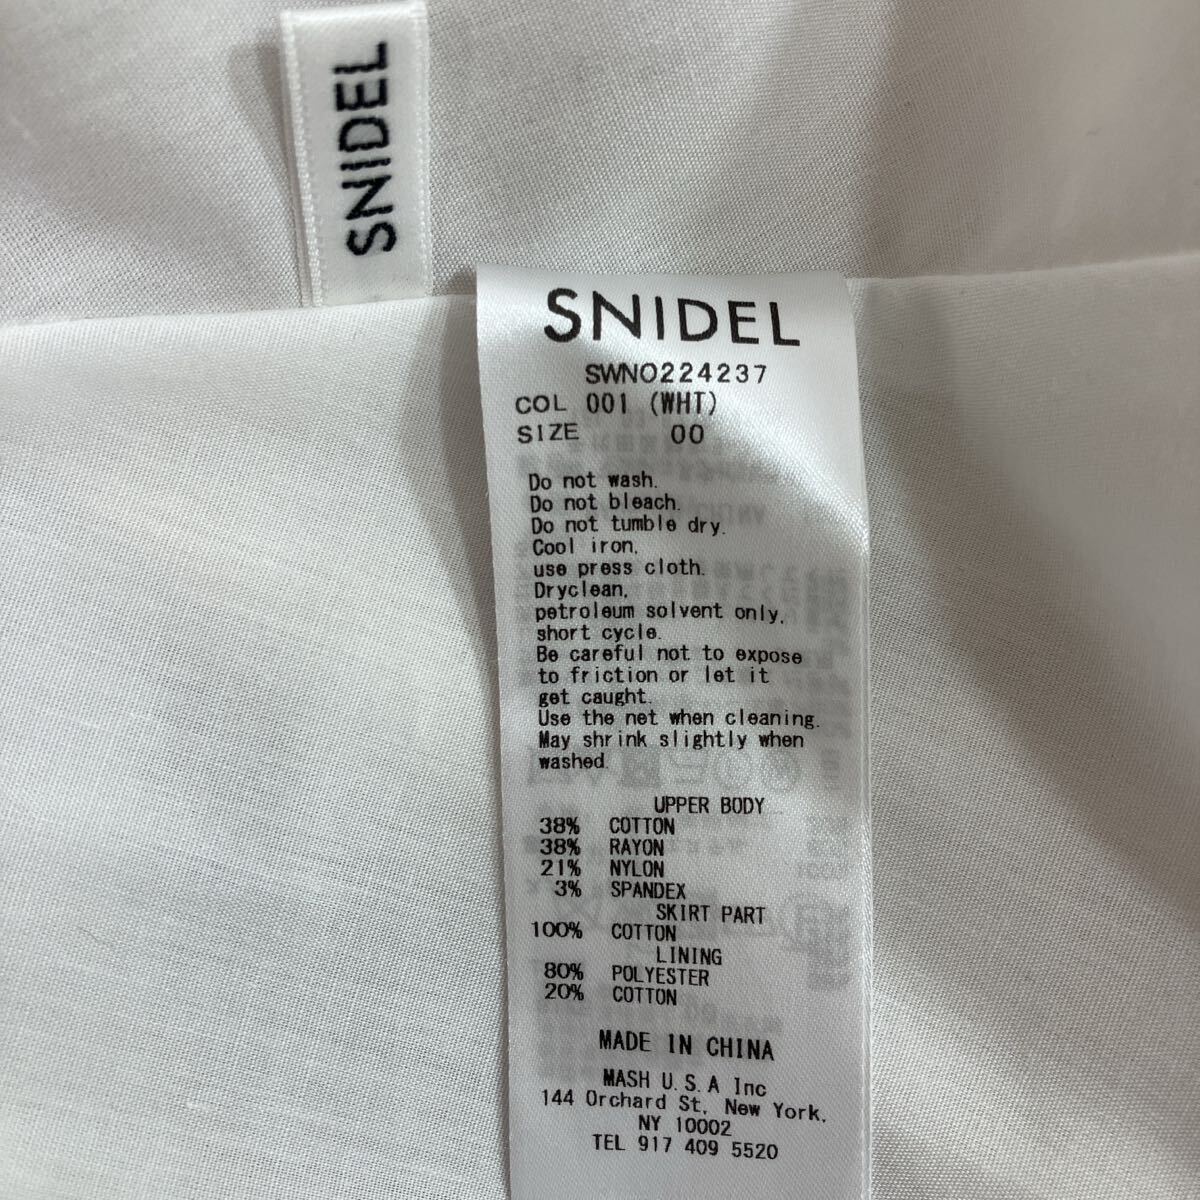 SNIDEL
SNIDEL
SWNO224237
COL 001 (WHT)
SIZE 00
Do not wash.
Do not bleach.
Do not tumble dry.
Cool iron,
use press cloth.
Dryclean,
petroleum solvent only,
short cycle.
Be careful not to expose
to friction or let it
get caught.
Use the net when cleaning.
May shrink slightly when
washed.
UPPER BODY
38% COTTON
38% RAYON
21% NYLON
3% SPANDEX
SKIRT PART
100% COTTON
LINING
80% POLYESTER
20% COTTON
MADE IN CHINA
MASH U.S.A Inc
144 Orchard St, New York,
NY 10002
TEL 917 409 5520